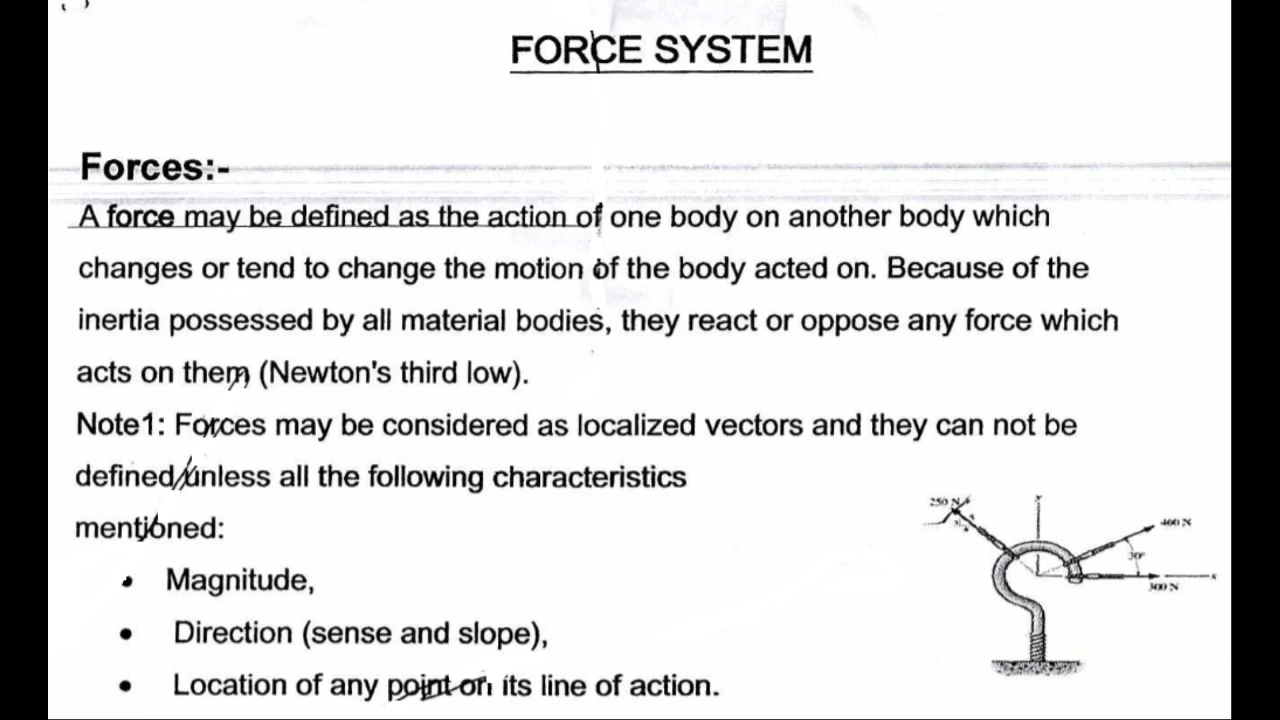 FORCE SYSTEM
Forces:-
A force may be defined as the action of one body on another body which
changes or tend to change the motion of the body acted on. Because of the
inertia possessed by all material bodies, they react or oppose any force which
acts on them (Newton's third low).
Note1: Forces may be considered as localized vectors and they can not be
defined unless all the following characteristics
mentioned:
250 N
y
400 N
30°
x
300 N
• Magnitude,
• Direction (sense and slope),
• Location of any point on its line of action.